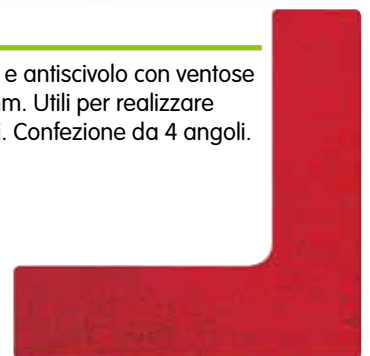 e antiscivolo con ventose
m. Utili per realizzare
. Confezione da 4 angoli.